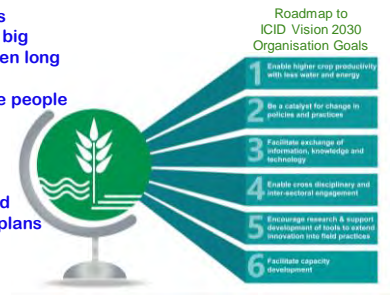 s
big
en long
e people
d
plans
Roadmap to
ICID Vision 2030
Organisation Goals
1 Enable higher crop productivity
with less water and energy
2 Be a catalyst for change in
policies and practices
3 Facilitate exchange of
information, knowledge and
technology
4 Enable cross disciplinary and
inter-sectoral engagement
5 Encourage research & support
development of tools to extend
innovation into field practices
6 Facilitate capacity
development